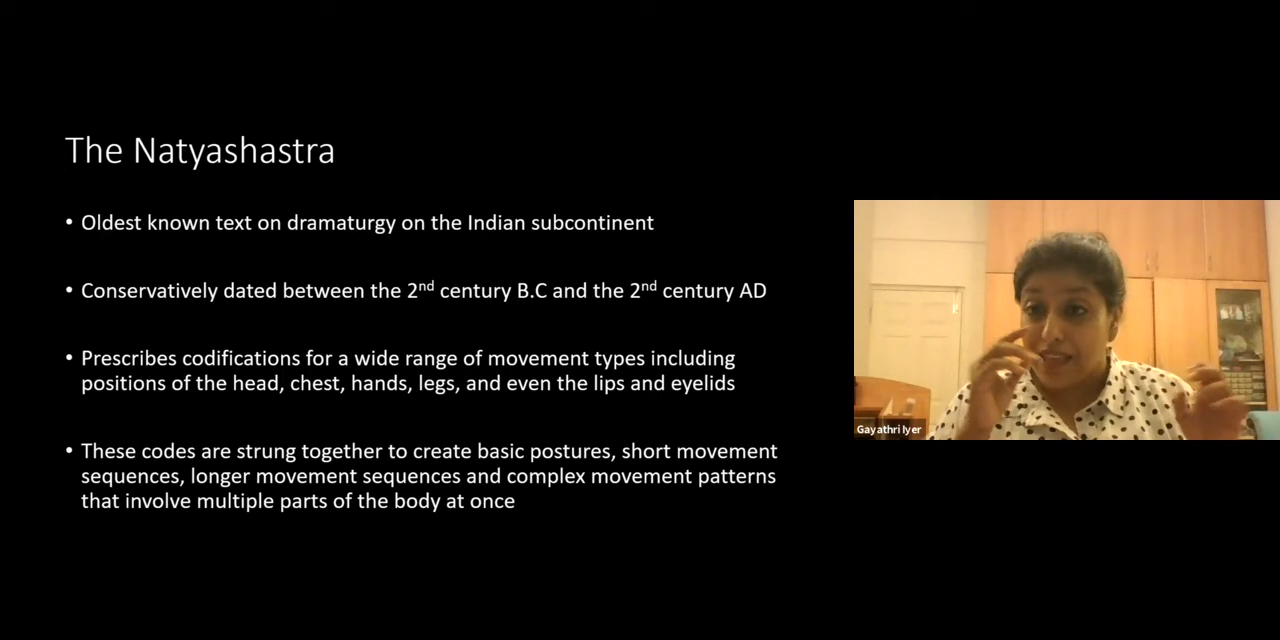 The Natyashastra
• Oldest known text on dramaturgy on the Indian subcontinent
• Conservatively dated between the 2nd century B.C and the 2nd century AD
• Prescribes codifications for a wide range of movement types including
positions of the head, chest, hands, legs, and even the lips and eyelids
• These codes are strung together to create basic postures, short movement
sequences, longer movement sequences and complex movement patterns
that involve multiple parts of the body at once
Gayathri Iyer